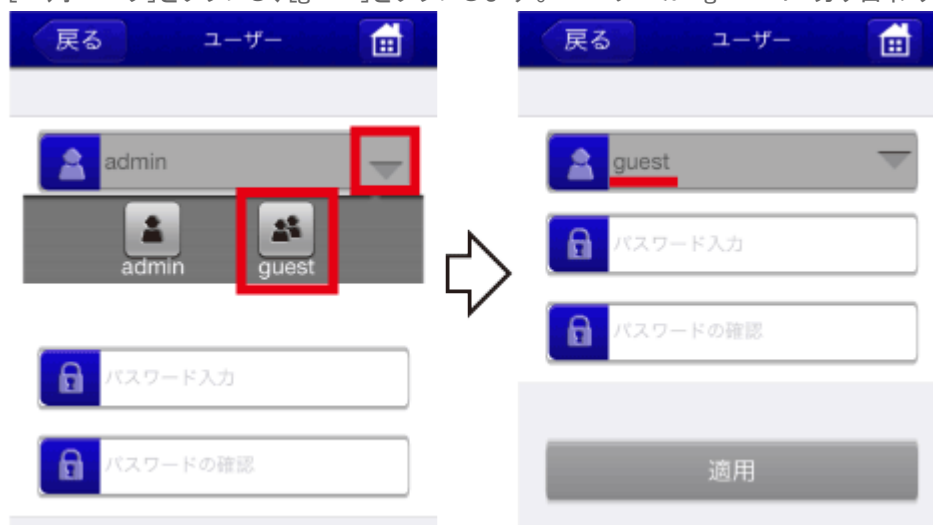 戻る
ユーザー
admin
admin
guest
パスワード入力
パスワードの確認
戻る
ユーザー
guest
パスワード入力
パスワードの確認
適用